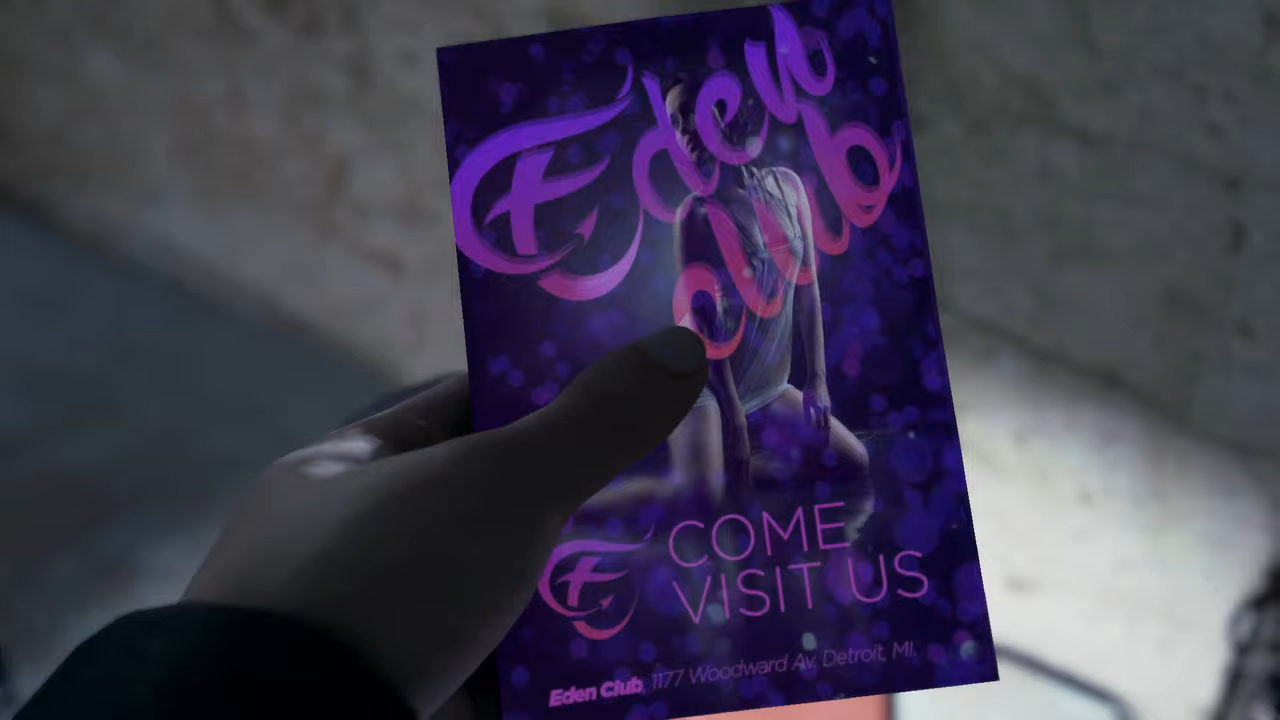 Eden
club
COME
VISIT US
Eden Club, 1177 Woodward Av. Detroit, MI.